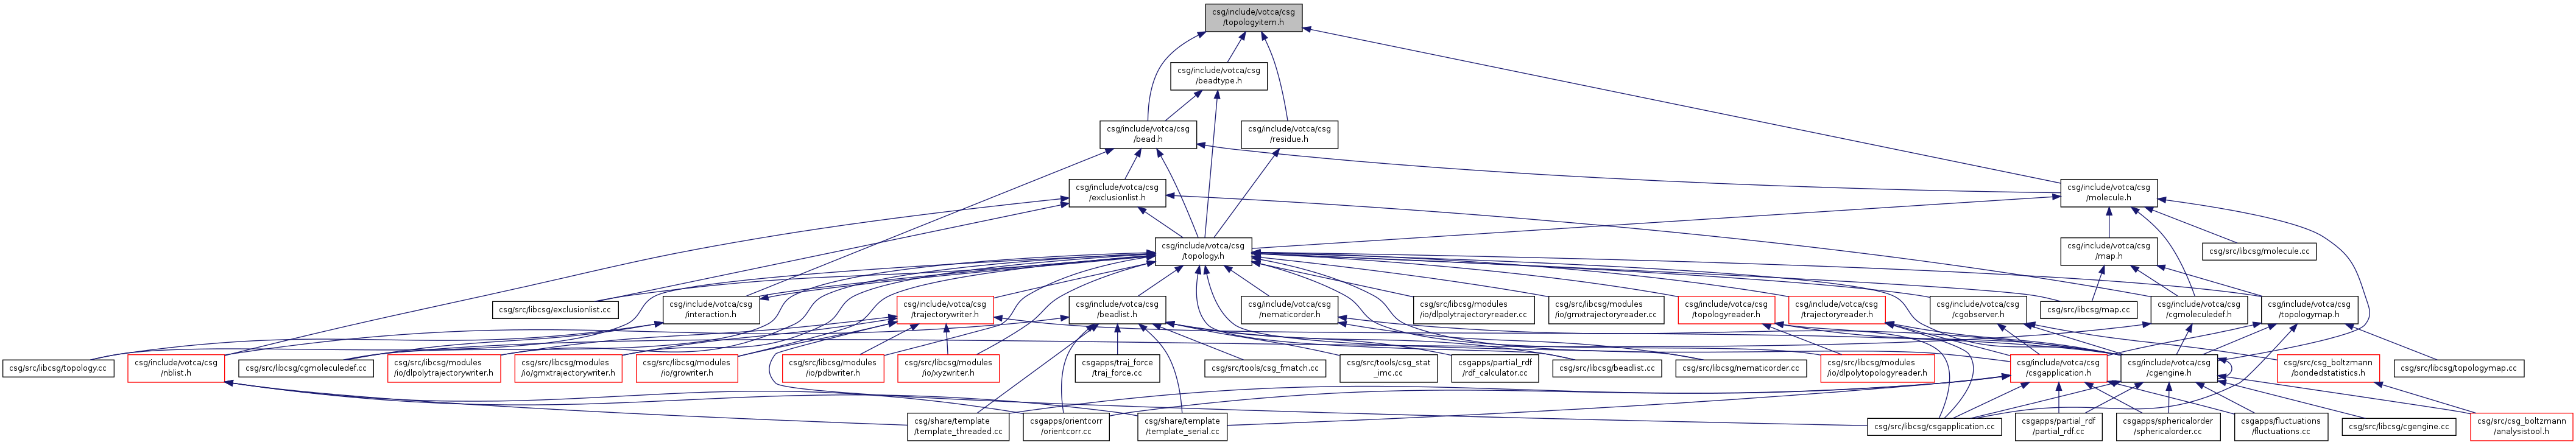 csg/include/votca/csg
/topologyitem.h
csg/include/votca/csg
/beadtype.h
csg/include/votca/csg
/bead.h
csg/include/votca/csg
/residue.h
csg/include/votca/csg
/exclusionlist.h
csg/include/votca/csg
/molecule.h
csg/include/votca/csg
/topology.h
csg/include/votca/csg
/map.h
csg/src/libcsg/molecule.cc
csg/src/libcsg/exclusionlist.cc
csg/include/votca/csg
/interaction.h
csg/include/votca/csg
/trajectorywriter.h
csg/include/votca/csg
/beadlist.h
csg/include/votca/csg
/nematicorder.h
csg/src/libcsg/modules
/io/dlpolytrajectoryreader.cc
csg/src/libcsg/modules
/io/gmxtrajectoryreader.cc
csg/include/votca/csg
/topologyreader.h
csg/include/votca/csg
/trajectoryreader.h
csg/include/votca/csg
/cgobserver.h
csg/src/libcsg/map.cc
csg/include/votca/csg
/cgmoleculedef.h
csg/include/votca/csg
/topologymap.h
csg/src/libcsg/topology.cc
csg/include/votca/csg
/nblist.h
csg/src/libcsg/cgmoleculedef.cc
csg/src/libcsg/modules
/io/dlpolytrajectorywriter.h
csg/src/libcsg/modules
/io/gmxtrajectorywriter.h
csg/src/libcsg/modules
/io/growriter.h
csg/src/libcsg/modules
/io/pdbwriter.h
csg/src/libcsg/modules
/io/xyzwriter.h
csgapps/traj_force
/traj_force.cc
csg/src/tools/csg_fmatch.cc
csg/src/tools/csg_stat
_imc.cc
csgapps/partial_rdf
/rdf_calculator.cc
csg/src/libcsg/beadlist.cc
csg/src/libcsg/nematicorder.cc
csg/src/libcsg/modules
/io/dlpolytopologyreader.h
csg/include/votca/csg
/csgapplication.h
csg/include/votca/csg
/cgengine.h
csg/src/csg_boltzmann
/bondedstatistics.h
csg/src/libcsg/topologymap.cc
csg/share/template
/template_threaded.cc
csgapps/orientcorr
/orientcorr.cc
csg/share/template
/template_serial.cc
csg/src/libcsg/csgapplication.cc
csgapps/partial_rdf
/partial_rdf.cc
csgapps/sphericalorder
/sphericalorder.cc
csgapps/fluctuations
/fluctuations.cc
csg/src/libcsg/cgengine.cc
csg/src/csg_boltzmann
/analysistool.h